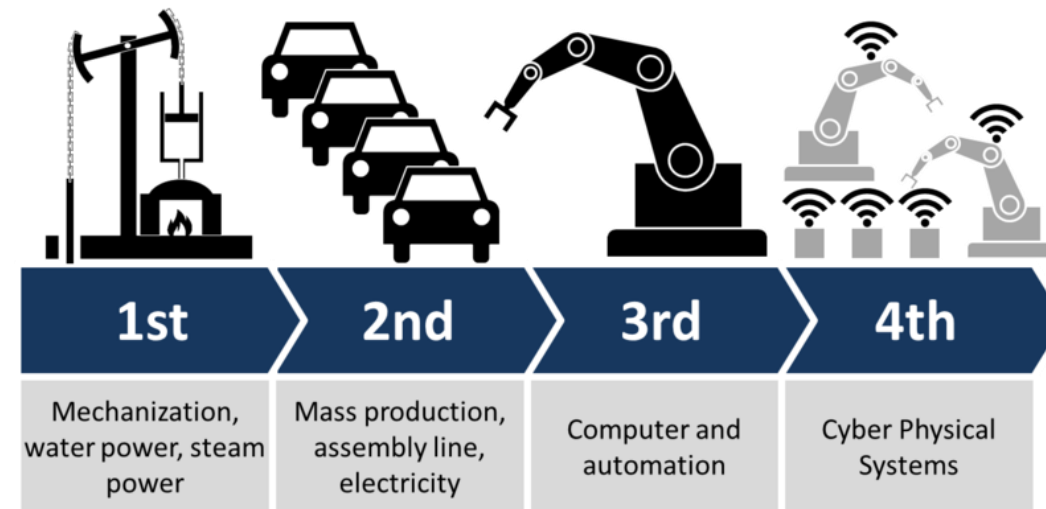 1st
2nd
3rd
4th
Mechanization,
water power, steam
power
Mass production,
assembly line,
electricity
Computer and
automation
Cyber Physical
Systems